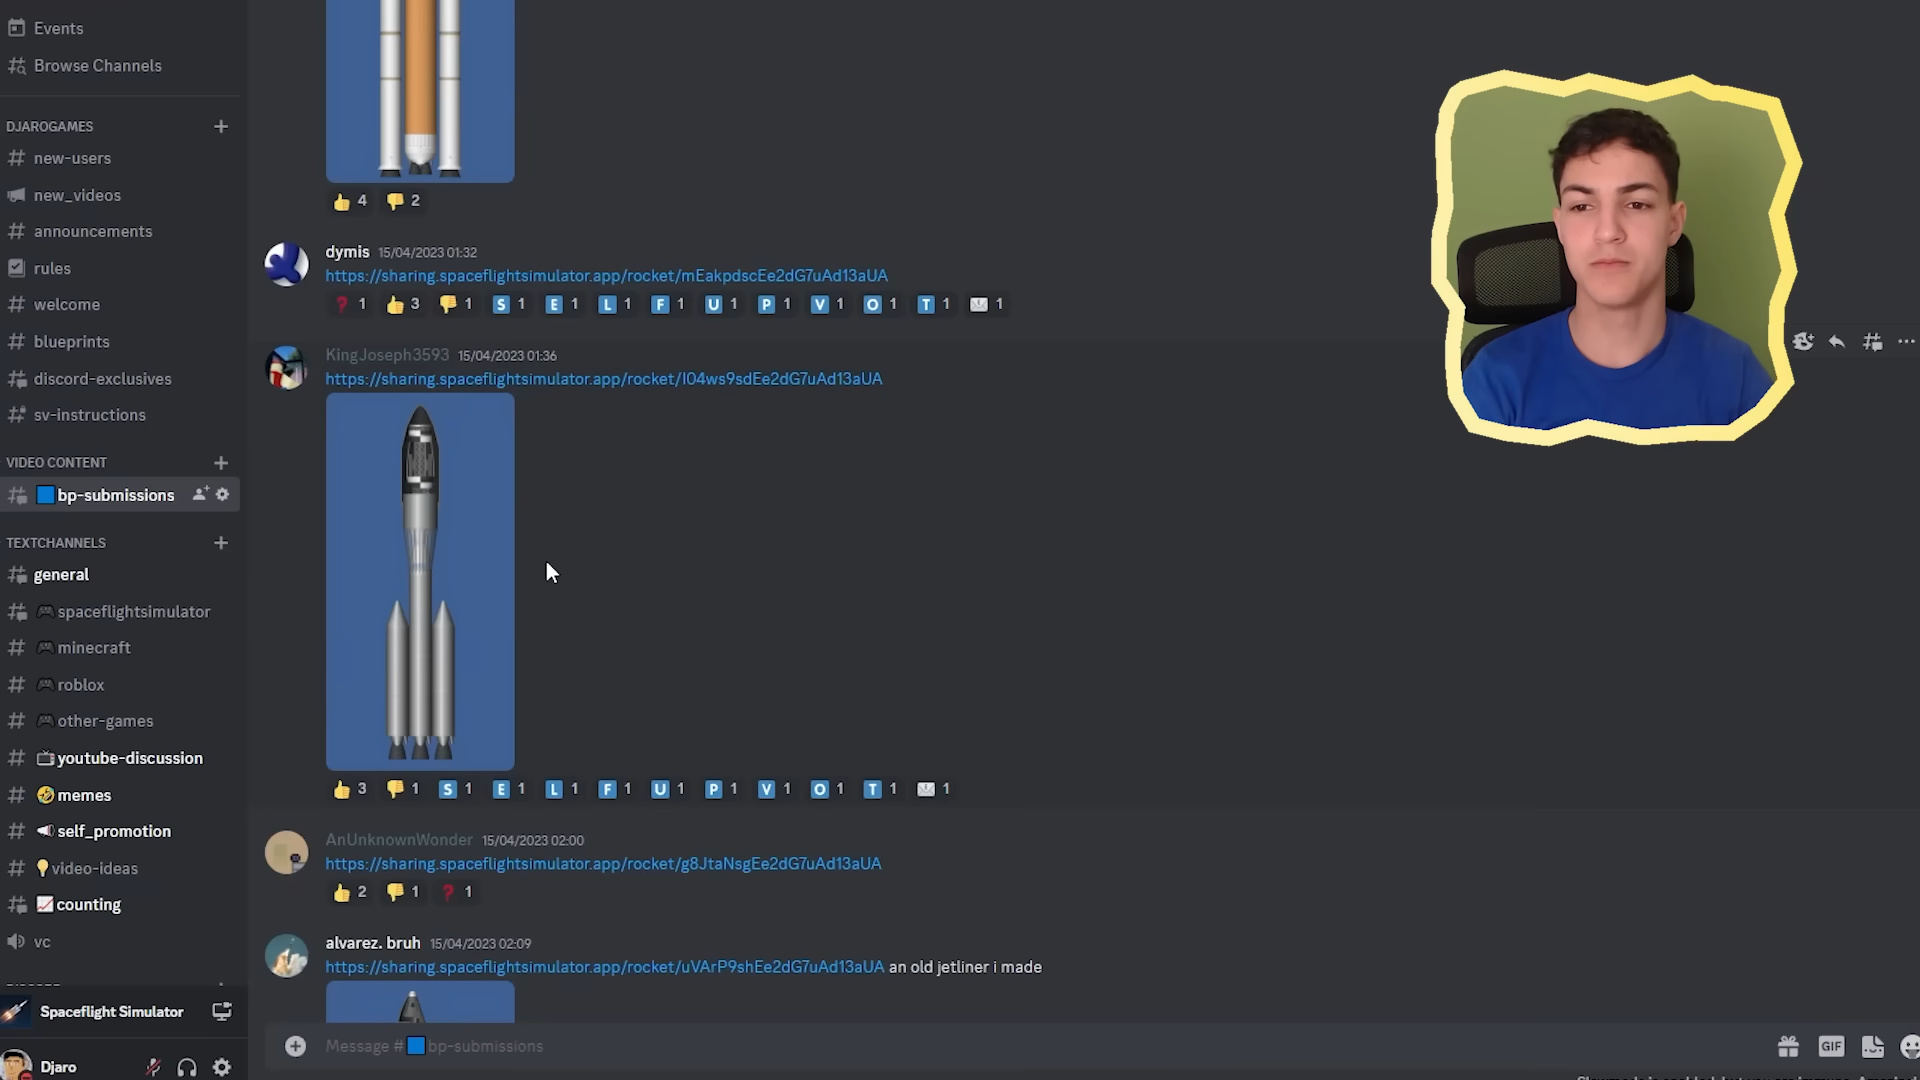 Events
Browse Channels
DJAROGAMES
new-users
new_videos
announcements
rules
welcome
blueprints
discord-exclusives
sv-instructions
VIDEO CONTENT
bp-submissions
TEXTCHANNELS
general
spaceflightsimulator
minecraft
roblox
other-games
youtube-discussion
memes
self_promotion
video-ideas
counting
vc
Spaceflight Simulator
Djaro
4 2
dymis 15/04/2023 01:32
https://sharing.spaceflightsimulator.app/rocket/mEakpdscEe2dG7uAd13aUA
❓ 1 3 1 S 1 E 1 L 1 F 1 U 1 P 1 V 1 O 1 T 1 1
KingJoseph3593 15/04/2023 01:36
https://sharing.spaceflightsimulator.app/rocket/I04ws9sdEe2dG7uAd13aUA
3 1 S 1 E 1 L 1 F 1 U 1 P 1 V 1 O 1 T 1 1
AnUnknownWonder 15/04/2023 02:00
https://sharing.spaceflightsimulator.app/rocket/g8JtaNsgEe2dG7uAd13aUA
2 1 ❓ 1
alvarez. bruh 15/04/2023 02:09
https://sharing.spaceflightsimulator.app/rocket/uVArP9shEe2dG7uAd13aUA an old jetliner i made
Message # bp-submissions
GIF